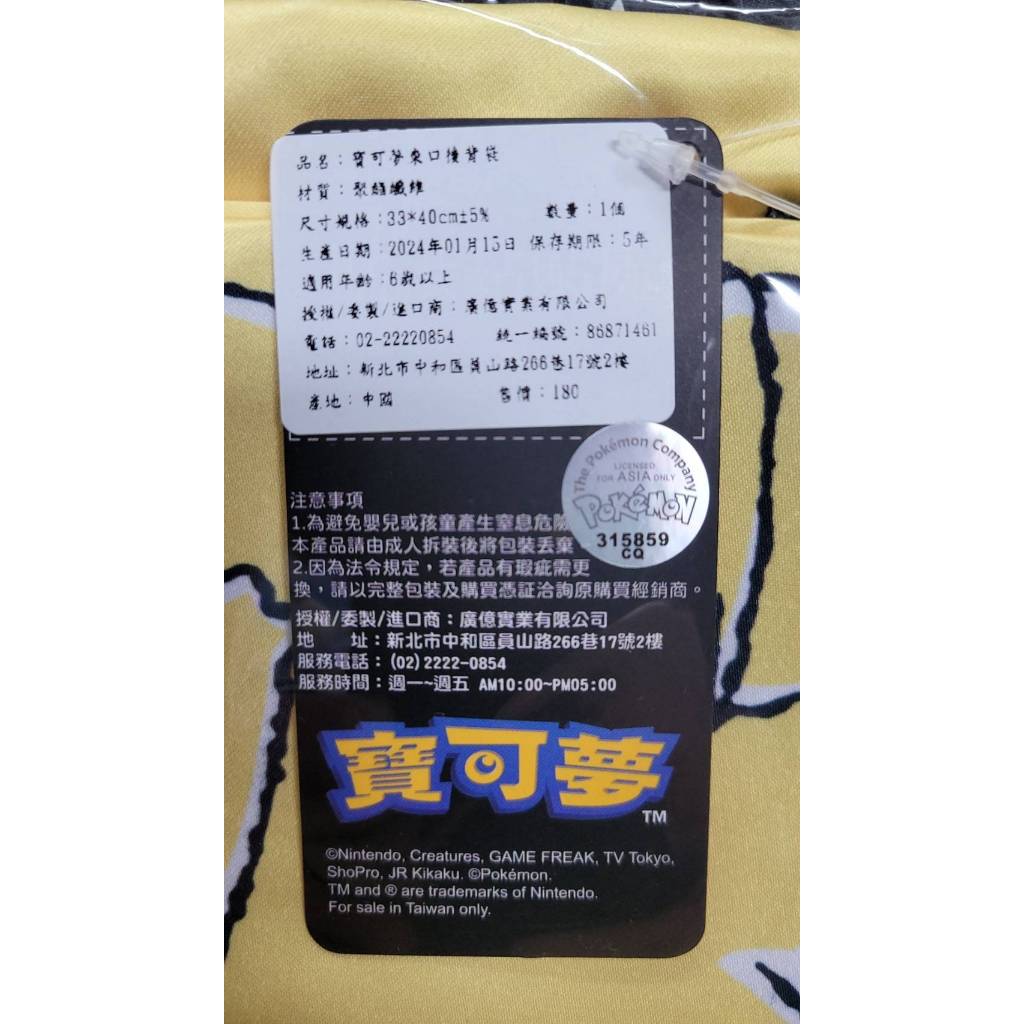 品名：寶可夢束口後背袋
材質：聚酯纖維
尺寸規格：33*40cm±5% 數量：1個
生產日期：2024年01月15日 保存期限：5年
適用年齡：6歲以上
授權/委製/進口商：廣億實業有限公司
電話：02-22220854 統一編號：86871461
地址：新北市中和區員山路266巷17號2樓
產地：中國 售價：180
The Pokémon Company
LICENSED
FOR ASIA ONLY
POKéMON
315859
CQ
注意事項
1.為避免嬰兒或孩童產生窒息危險
本產品請由成人拆裝後將包裝丟棄
2.因為法令規定，若產品有瑕疵需更
換，請以完整包裝及購買憑証洽詢原購買經銷商。
授權/委製/進口商：廣億實業有限公司
地 址：新北市中和區員山路266巷17號2樓
服務電話：(02)2222-0854
服務時間：週一~週五 AM10:00~PM05:00
寶可夢
TM
©Nintendo, Creatures, GAME FREAK, TV Tokyo,
ShoPro, JR Kikaku. ©Pokémon.
TM and ® are trademarks of Nintendo.
For sale in Taiwan only.